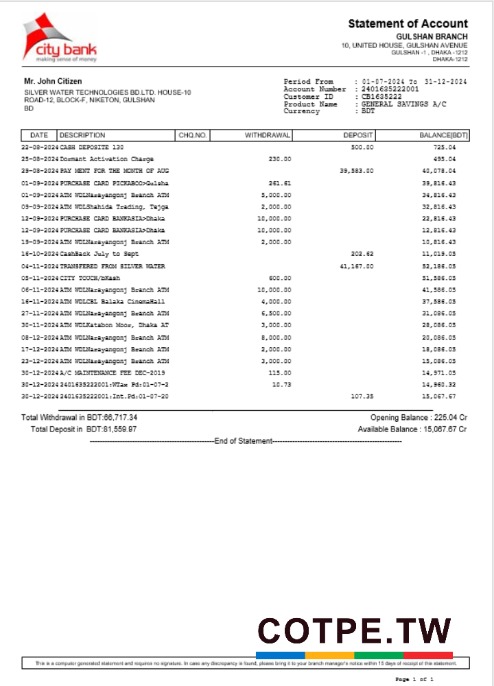 city bank
making sense of money
Statement of Account
GULSHAN BRANCH
10, UNITED HOUSE, GULSHAN AVENUE
GULSHAN -1 , DHAKA -1212
DHAKA-1212
Mr. John Citizen
SILVER WATER TECHNOLOGIES BD.LTD. HOUSE-10
ROAD-12, BLOCK-F, NIKETON, GULSHAN
BD
Period From : 01-07-2024 To 31-12-2024
Account Number : 2401635222001
Customer ID : CB1635222
Product Name : GENERAL SAVINGS A/C
Currency : BDT
DATE DESCRIPTION CHQ.NO. WITHDRAWAL DEPOSIT BALANCE(BDT)
22-08-2024 CASH DEPOSITE 130 500.00 725.04
25-08-2024 Dormant Activation Charge 230.00 495.04
29-08-2024 PAY MENT FOR THE MONTH OF AUG 39,583.00 40,078.04
01-09-2024 PURCHASE CARD PICKABOO>Gulsha 261.61 39,816.43
01-09-2024 ATM WDLNarayangonj Branch ATM 5,000.00 34,816.43
09-09-2024 ATM WDLShahida Trading, Tejga 2,000.00 32,816.43
12-09-2024 PURCHASE CARD BANKASIA>Dhaka 10,000.00 22,816.43
12-09-2024 PURCHASE CARD BANKASIA>Dhaka 10,000.00 12,816.43
19-09-2024 ATM WDLNarayangonj Branch ATM 2,000.00 10,816.43
16-10-2024 CashBack July to Sept 202.62 11,019.05
04-11-2024 TRANSFERED FROM SILVER WATER 41,167.00 52,186.05
05-11-2024 CITY TOUCH/bKash 600.00 51,586.05
06-11-2024 ATM WDLNarayangonj Branch ATM 10,000.00 41,586.05
16-11-2024 ATM WDLCBL Balaka CinemaHall 4,000.00 37,586.05
27-11-2024 ATM WDLNarayangonj Branch ATM 6,500.00 31,086.05
30-11-2024 ATM WDLKatabon Moor, Dhaka AT 3,000.00 28,086.05
08-12-2024 ATM WDLNarayangonj Branch ATM 8,000.00 20,086.05
17-12-2024 ATM WDLNarayangonj Branch ATM 2,000.00 18,086.05
23-12-2024 ATM WDLNarayangonj Branch ATM 3,000.00 15,086.05
30-12-2024 A/C MAINTENANCE FEE DEC-2019 115.00 14,971.05
30-12-2024 2401635222001:WTax Pd:01-07-2 10.73 14,960.32
30-12-2024 2401635222001:Int.Pd:01-07-20 107.35 15,067.67
Total Withdrawal in BDT:66,717.34 Opening Balance : 225.04 Cr
Total Deposit in BDT:81,559.97 Available Balance : 15,067.67 Cr
End of Statement
COTPE.TW
This is a computer generated statement and requires no signature. In case any discrepancy is found, please bring it to your branch manager's notice within 15 days of receipt of the statement.
Page 1 of 1